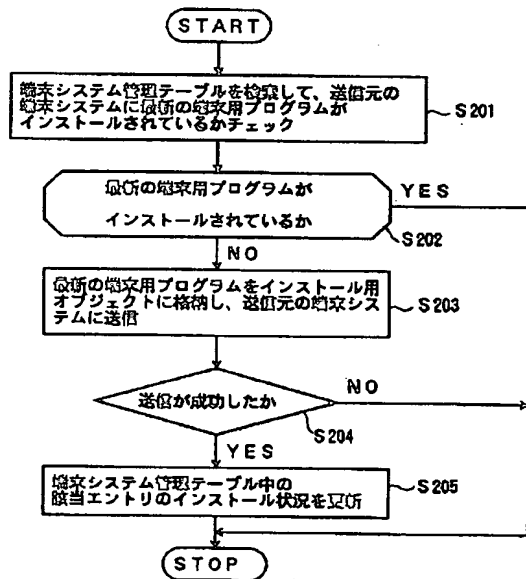 START
端末システム管理テーブルを検索して、送信元の
端末システムに最新の端末用プログラムが
インストールされているかチェック
S201
最新の端末用プログラムが
インストールされているか
YES
S202
NO
最新の端末用プログラムをインストール用
オブジェクトに格納し、送信元の端末シス
テムに送信
S203
送信が成功したか
NO
S204
YES
端末システム管理テーブル中の
該当エントリのインストール状況を更新
S205
STOP